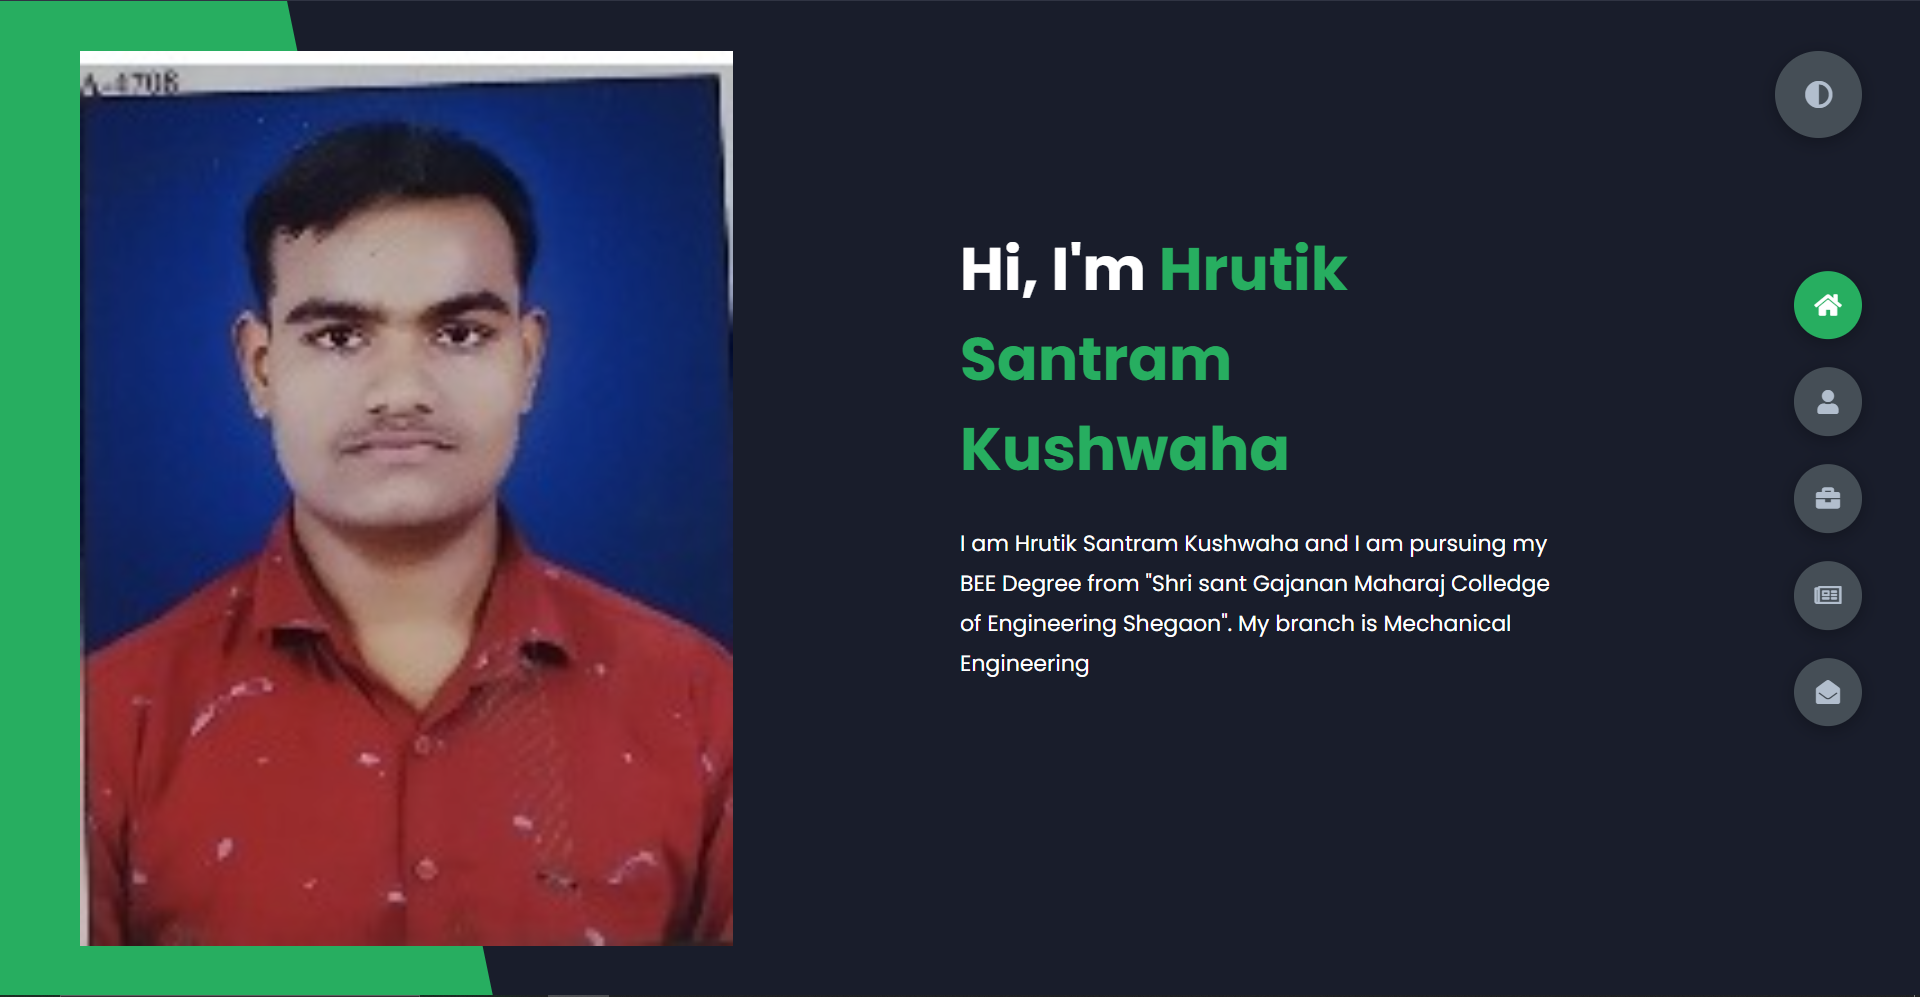 A-4708
Hi, I'm Hrutik
Santram
Kushwaha
I am Hrutik Santram Kushwaha and I am pursuing my
BEE Degree from "Shri sant Gajanan Maharaj Colledge
of Engineering Shegaon". My branch is Mechanical
Engineering